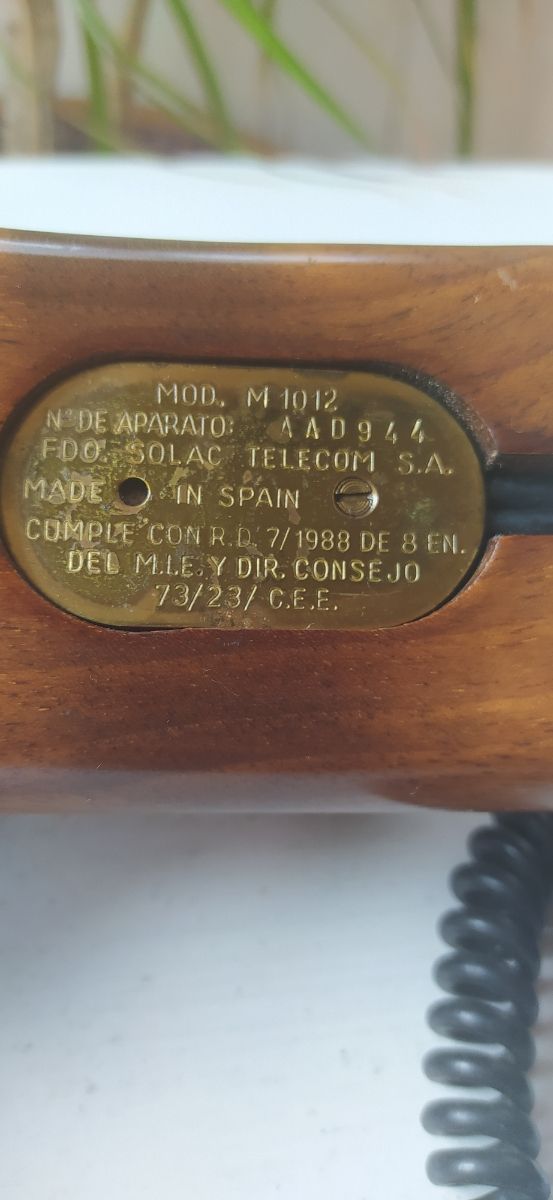 MOD. M 1012
Nº DE APARATO: AAD944
FDO. SOLAC TELECOM S.A.
MADE IN SPAIN
CUMPLE CON R.D. 7/1988 DE 8 EN.
DEL M.I.E. Y DIR. CONSEJO
73/23/ C.E.E.